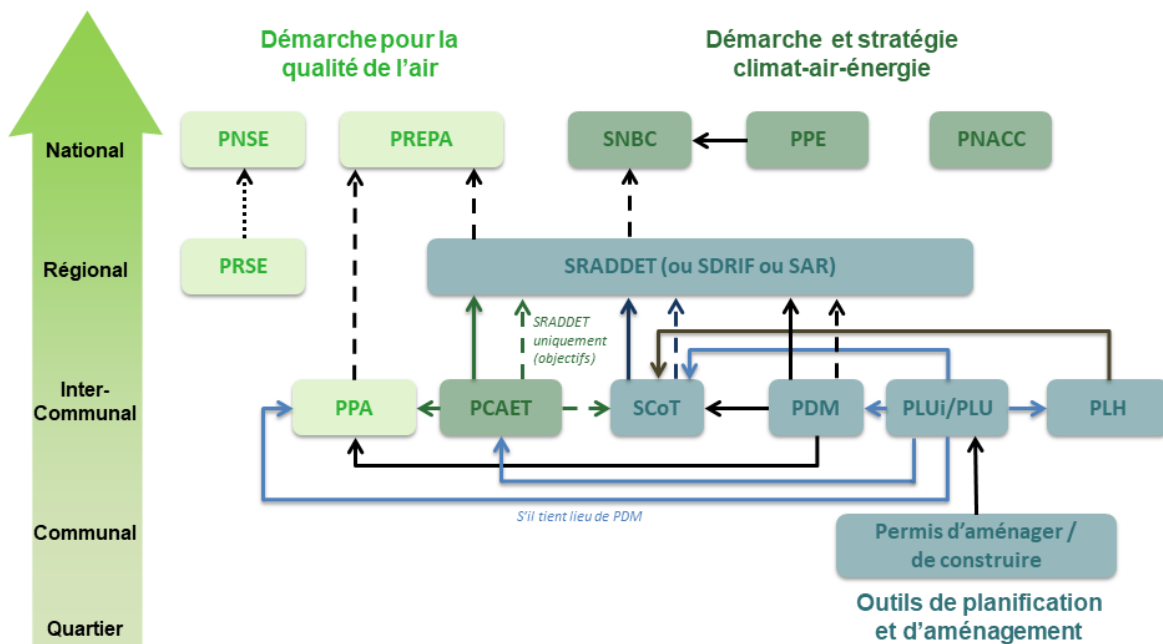 Démarche pour la
qualité de l'air
Démarche et stratégie
climat-air-énergie
National
PNSE
PREPA
SNBC
PPE
PNACC
Régional
PRSE
SRADDET (ou SDRIF ou SAR)
SRADDET
uniquement
(objectifs)
Inter-
Communal
PPA
PCAET
SCoT
PDM
PLUi/PLU
PLH
S'il tient lieu de PDM
Communal
Permis d'aménager /
de construire
Outils de planification
et d'aménagement
Quartier